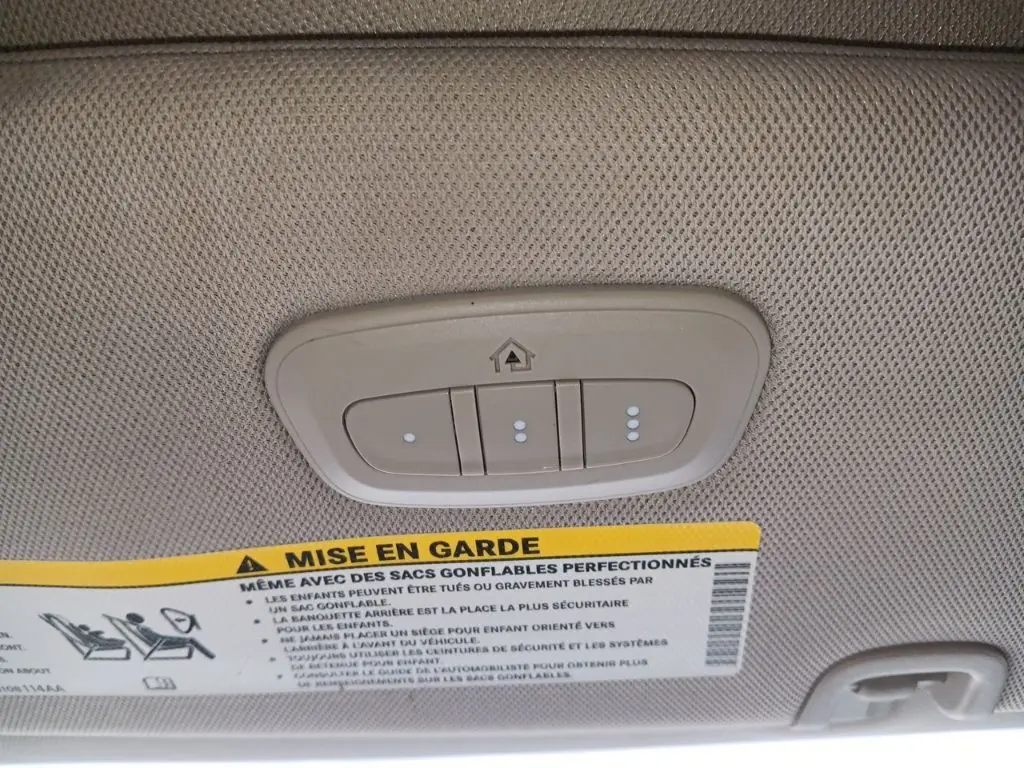 MISE EN GARDE
MÊME AVEC DES SACS GONFLABLES PERFECTIONNÉS
• LES ENFANTS PEUVENT ÊTRE TUÉS OU GRAVEMENT BLESSÉS PAR
UN SAC GONFLABLE.
• LA BANQUETTE ARRIÈRE EST LA PLACE LA PLUS SÉCURITAIRE
POUR LES ENFANTS.
• NE JAMAIS PLACER UN SIÈGE POUR ENFANT ORIENTÉ VERS
L'ARRIÈRE À L'AVANT DU VÉHICULE.
• TOUJOURS UTILISER LES CEINTURES DE SÉCURITÉ ET LES SYSTÈMES
DE RETENUE POUR ENFANT.
• CONSULTER LE GUIDE DE L'AUTOMOBILISTE POUR OBTENIR PLUS
DE RENSEIGNEMENTS SUR LES SACS GONFLABLES.
ON ABOUT
114AA